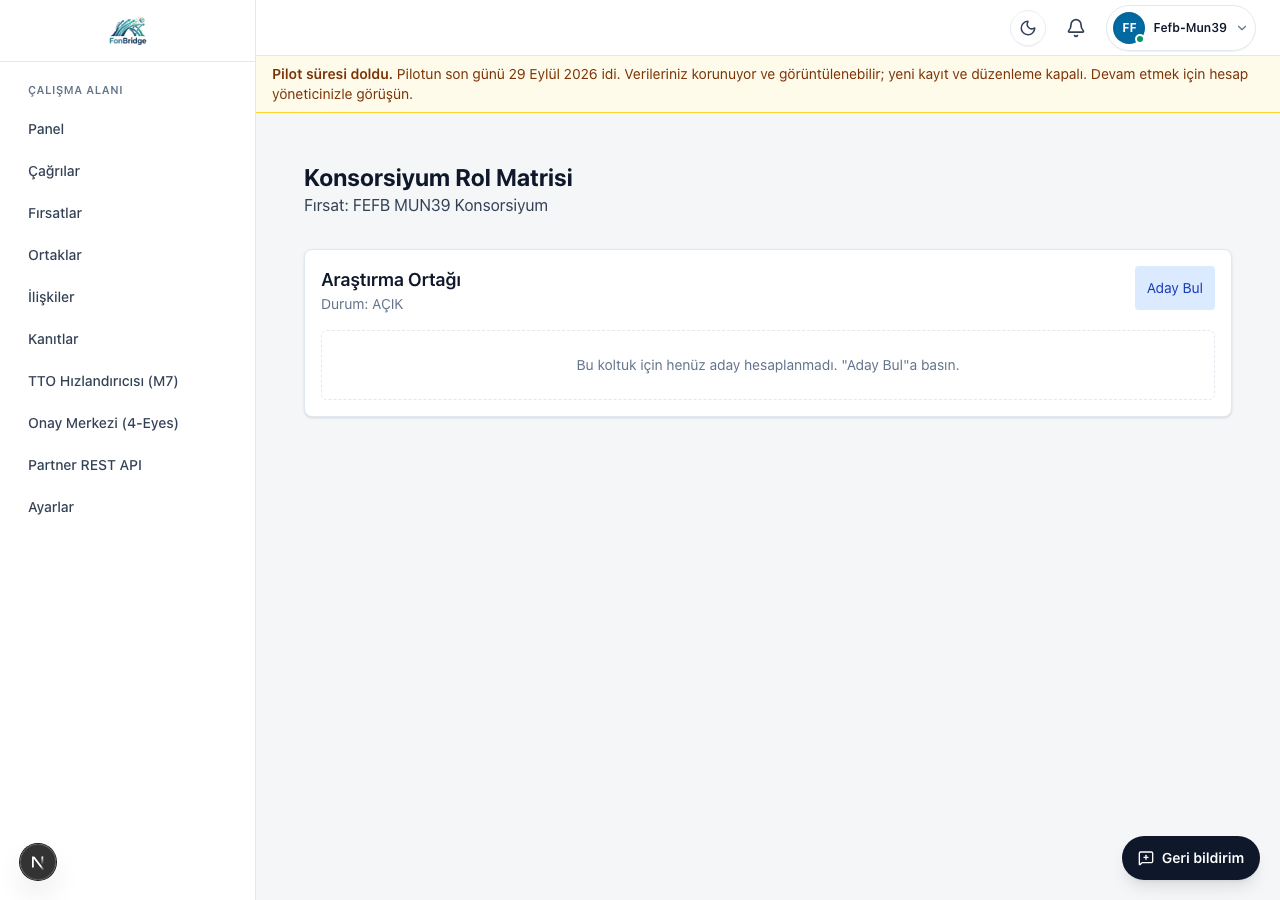 FonBridge
FF
Fefb-Mun39
Pilot süresi doldu. Pilotun son günü 29 Eylül 2026 idi. Verileriniz korunuyor ve görüntülenebilir; yeni kayıt ve düzenleme kapalı. Devam etmek için hesap
yöneticinizle görüşün.
ÇALIŞMA ALANI
Panel
Çağrılar
Fırsatlar
Ortaklar
İlişkiler
Kanıtlar
TTO Hızlandırıcısı (M7)
Onay Merkezi (4-Eyes)
Partner REST API
Ayarlar
Konsorsiyum Rol Matrisi
Fırsat: FEFB MUN39 Konsorsiyum
Araştırma Ortağı
Durum: AÇIK
Aday Bul
Bu koltuk için henüz aday hesaplanmadı. "Aday Bul"a basın.
N
Geri bildirim